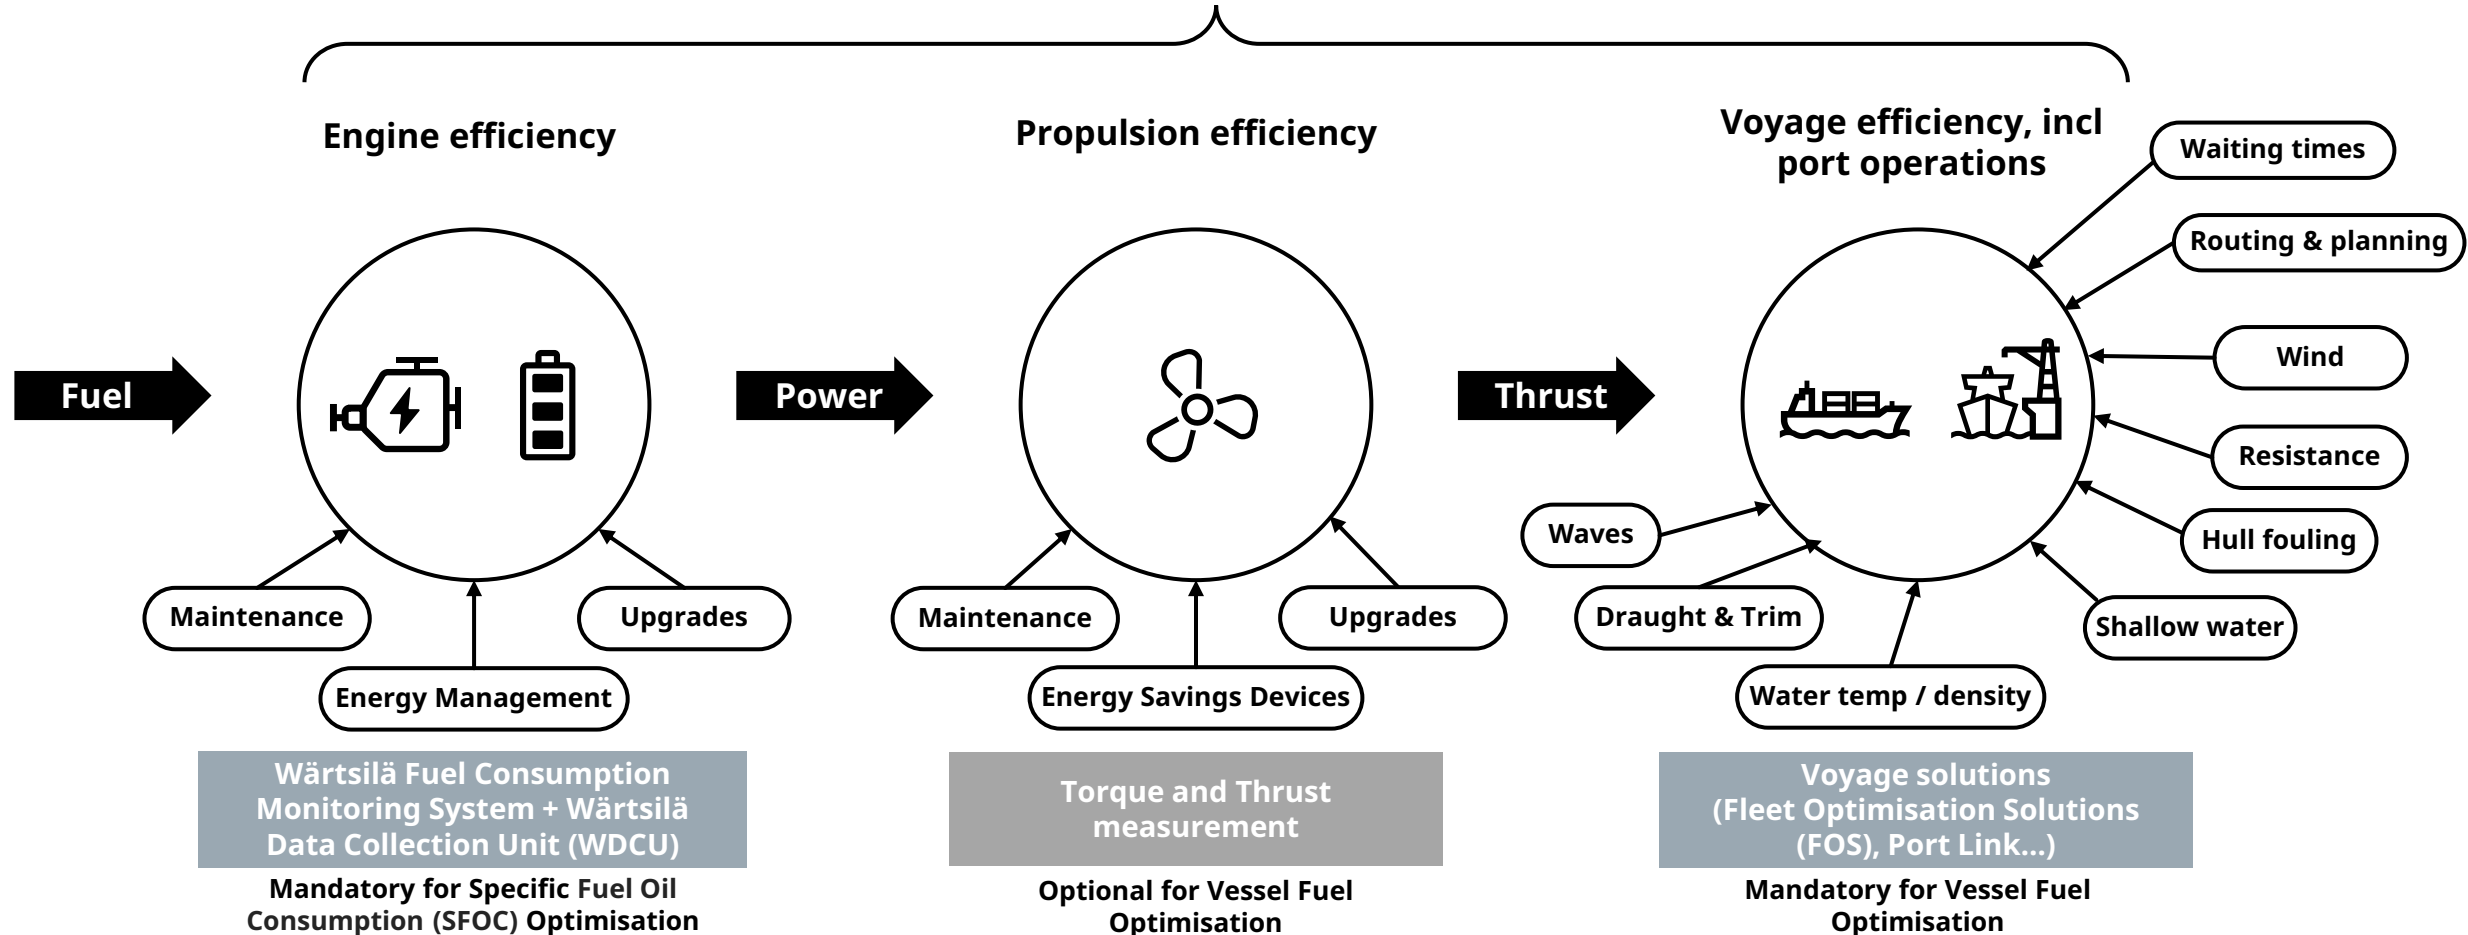 Engine efficiency
Propulsion efficiency
Voyage efficiency, incl
port operations
Waiting times
Routing & planning
Wind
Resistance
Hull fouling
Shallow water
Fuel
Power
Thrust
Waves
Draught & Trim
Water temp / density
Maintenance
Energy Management
Upgrades
Maintenance
Energy Savings Devices
Upgrades
Wärtsilä Fuel Consumption
Monitoring System + Wärtsilä
Data Collection Unit (WDCU)
Mandatory for Specific Fuel Oil
Consumption (SFOC) Optimisation
Torque and Thrust
measurement
Optional for Vessel Fuel
Optimisation
Voyage solutions
(Fleet Optimisation Solutions
(FOS), Port Link...)
Mandatory for Vessel Fuel
Optimisation